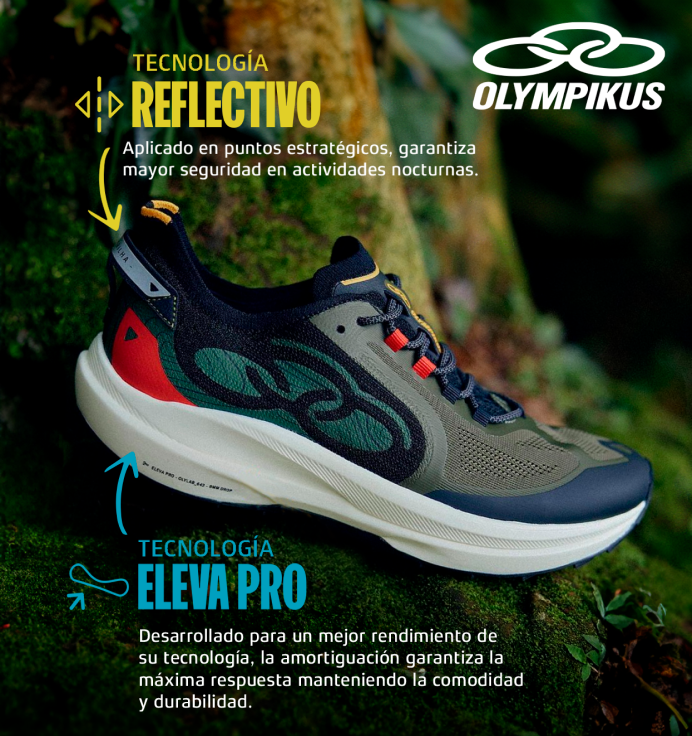 TECNOLOGÍA
REFLECTIVO
Aplicado en puntos estratégicos, garantiza
mayor seguridad en actividades nocturnas.
OLYMPIKUS
TECNOLOGÍA
ELEVA PRO
Desarrollado para un mejor rendimiento de
su tecnología, la amortiguación garantiza la
máxima respuesta manteniendo la comodidad
y durabilidad.